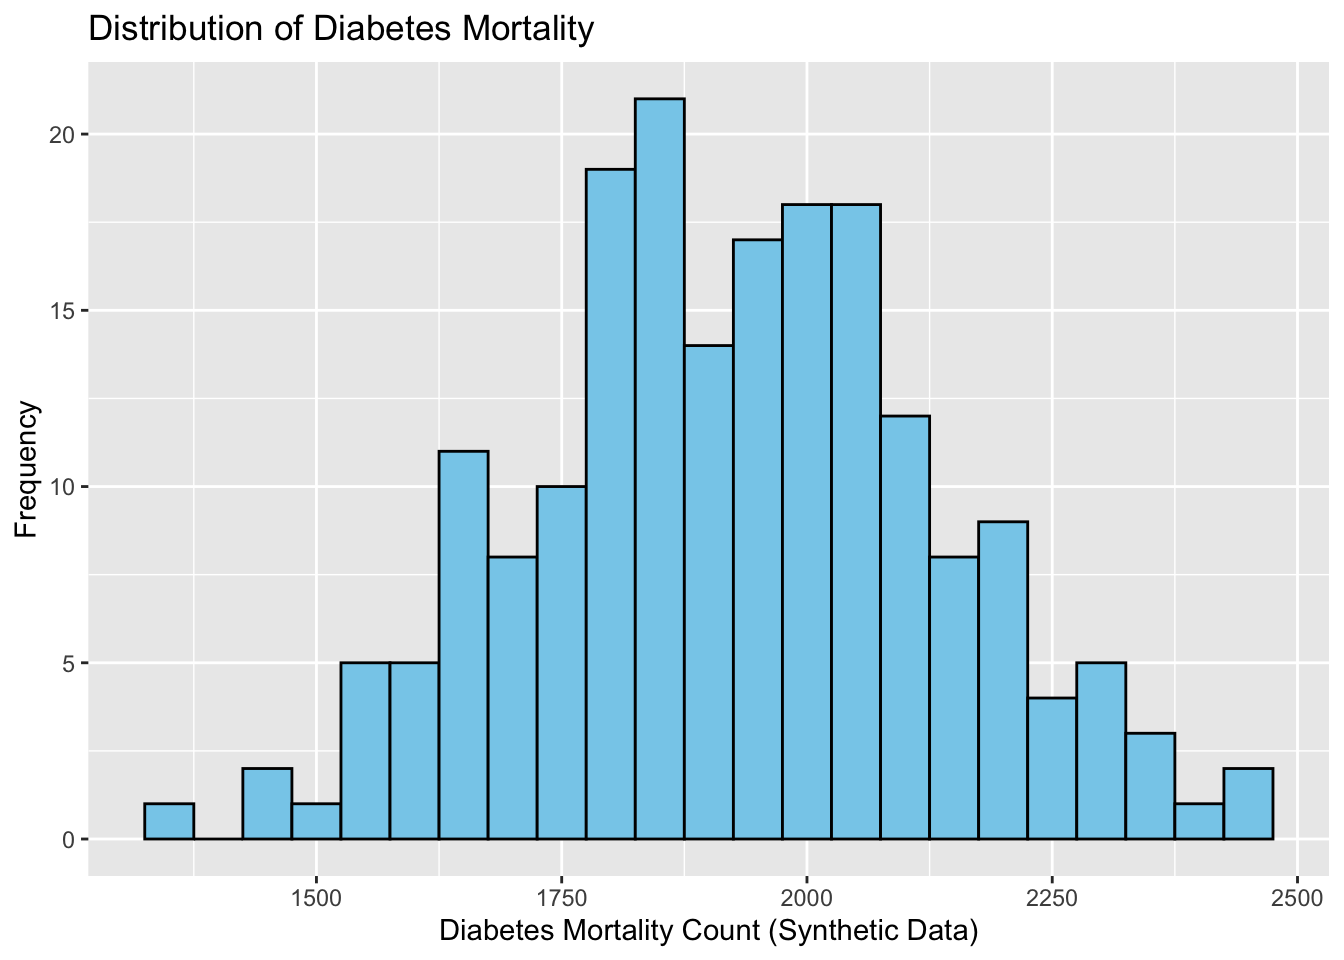 Distribution of Diabetes Mortality
20
15
10
5
0
Frequency
1500 1750 2000 2250 2500
Diabetes Mortality Count (Synthetic Data)